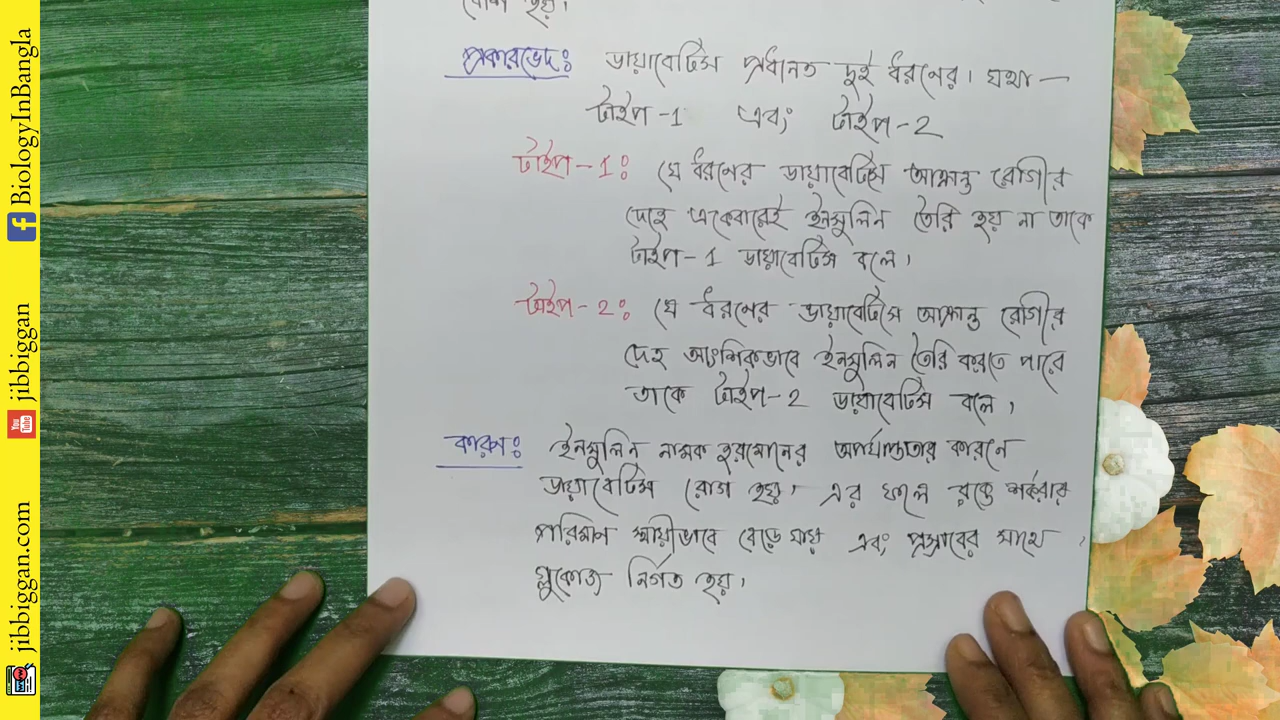 প্রকারভেদঃ ডায়াবেটিস প্রধানত দুই ধরনের। যথা —
টাইপ -1 এবং টাইপ-2
টাইপ-1ঃ যে ধরনের ডায়াবেটিসে আক্রান্ত রোগীর
দেহে একেবারেই ইনসুলিন তৈরি হয় না তাকে
টাইপ-1 ডায়াবেটিস বলে।
টাইপ-2ঃ যে ধরনের ডায়াবেটিসে আক্রান্ত রোগীর
দেহ আংশিকভাবে ইনসুলিন তৈরি করতে পারে
তাকে টাইপ-2 ডায়াবেটিস বলে।
কারণঃ ইনসুলিন নামক হরমোনের অপর্যাপ্ততার কারণে
ডায়াবেটিস রোগ হয়। এর ফলে রক্তে শর্করার
পরিমান স্থায়ীভাবে বেড়ে যায় এবং প্রস্রাবের সাথে
গ্লুকোজ নির্গত হয়।
BiologyInBangla
jibbiggan
jibbiggan.com